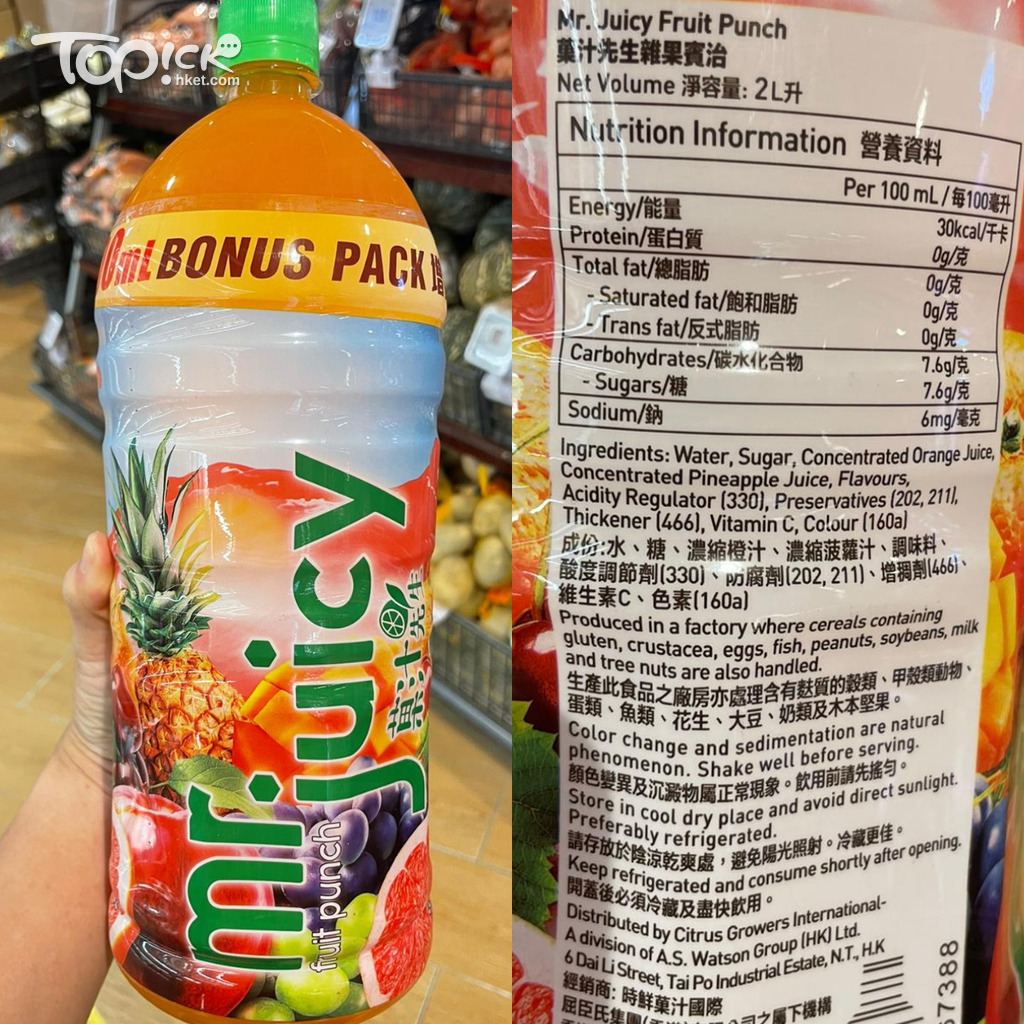 TOPick
hket.com
0mL BONUS PACK 增
mr. juicy
菓汁先生
fruit punch
Mr. Juicy Fruit Punch
菓汁先生雜果賓治
Net Volume 淨容量: 2L升
Nutrition Information 營養資料
Per 100 mL / 每100毫升
Energy/能量 30kcal/千卡
Protein/蛋白質 0g/克
Total fat/總脂肪 0g/克
- Saturated fat/飽和脂肪 0g/克
- Trans fat/反式脂肪 0g/克
Carbohydrates/碳水化合物 7.6g/克
- Sugars/糖 7.6g/克
Sodium/鈉 6mg/毫克
Ingredients: Water, Sugar, Concentrated Orange Juice,
Concentrated Pineapple Juice, Flavours,
Acidity Regulator (330), Preservatives (202, 211),
Thickener (466), Vitamin C, Colour (160a)
成份:水、糖、濃縮橙汁、濃縮菠蘿汁、調味料、
酸度調節劑(330)、防腐劑(202, 211)、增稠劑(466)、
維生素C、色素(160a)
Produced in a factory where cereals containing
gluten, crustacea, eggs, fish, peanuts, soybeans, milk
and tree nuts are also handled.
生產此食品之廠房亦處理含有麩質的穀類、甲殼類動物、
蛋類、魚類、花生、大豆、奶類及木本堅果。
Color change and sedimentation are natural
phenomenon. Shake well before serving.
顏色變異及沉澱物屬正常現象。飲用前請先搖勻。
Store in cool dry place and avoid direct sunlight.
Preferably refrigerated.
請存放於陰涼乾爽處，避免陽光照射。冷藏更佳。
Keep refrigerated and consume shortly after opening.
開蓋後必須冷藏及盡快飲用。
Distributed by Citrus Growers International-
A division of A.S. Watson Group (HK) Ltd.
6 Dai Li Street, Tai Po Industrial Estate, N.T., H.K
經銷商: 時鮮菓汁國際
屈臣氏集團(香港)有限公司之屬下機構
67388